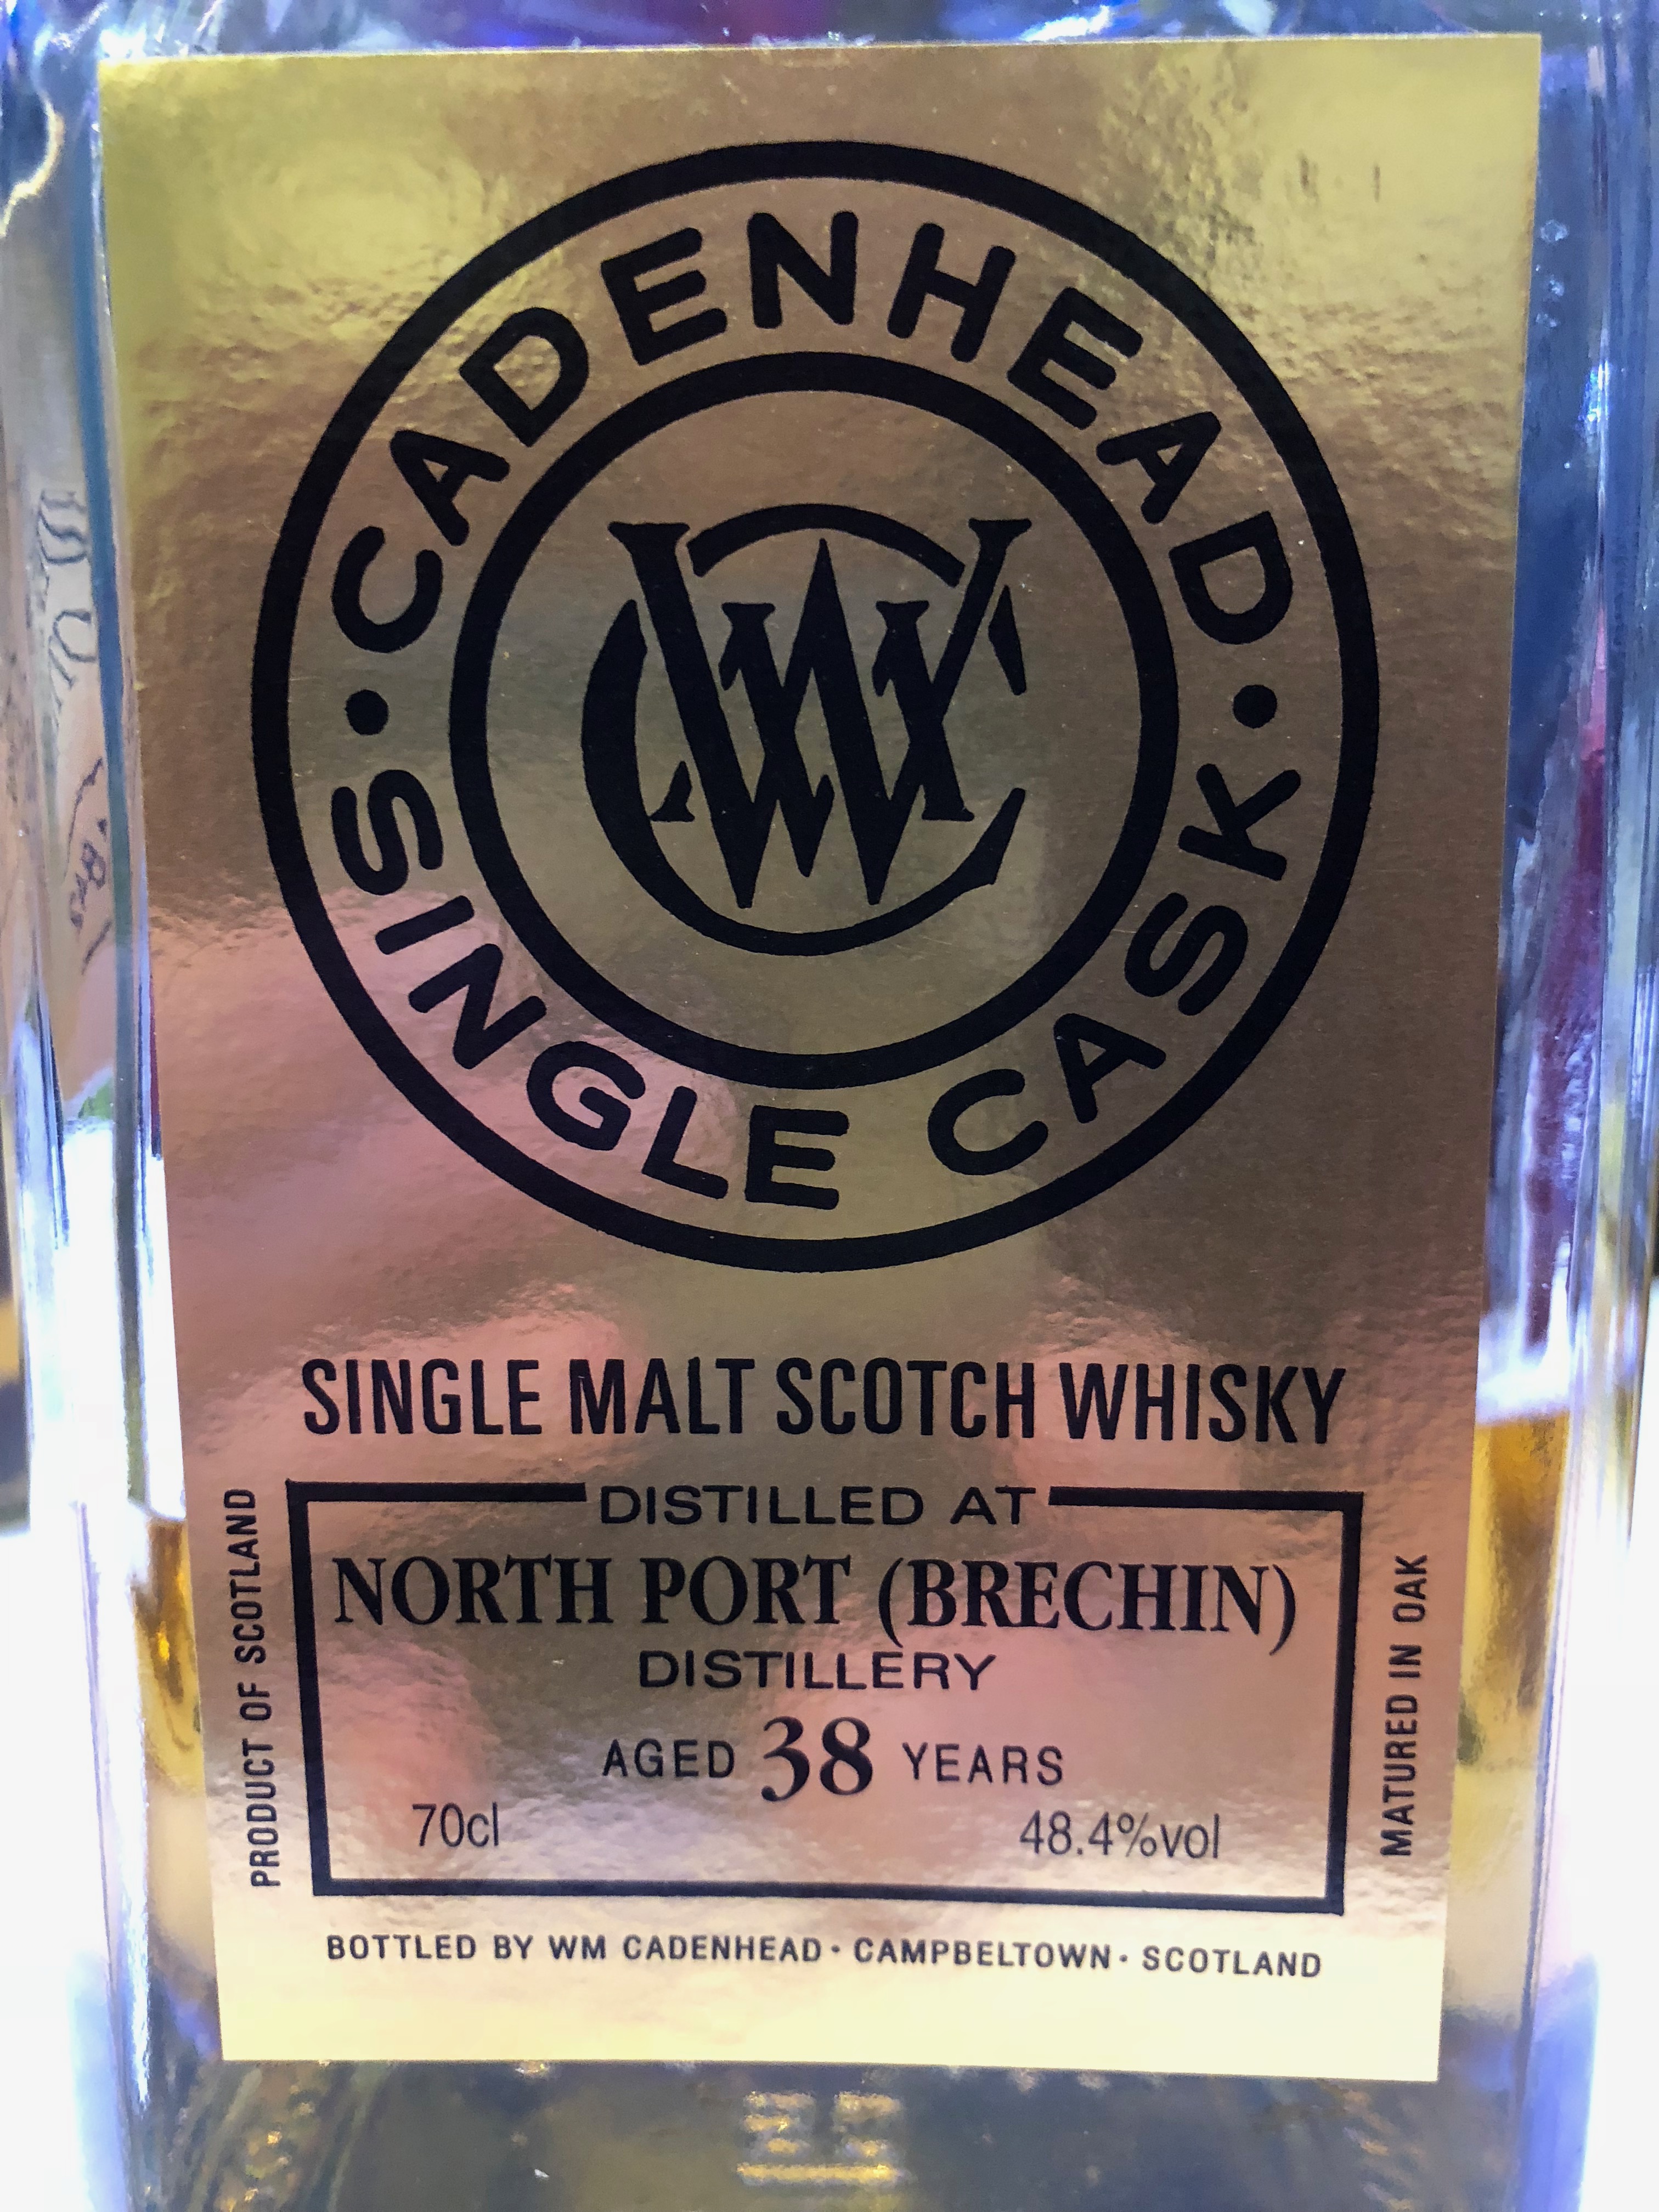 CADENHEAD
WC
• SINGLE CASK •
SINGLE MALT SCOTCH WHISKY
DISTILLED AT
NORTH PORT (BRECHIN)
DISTILLERY
AGED 38 YEARS
70cl 48.4%vol
PRODUCT OF SCOTLAND
MATURED IN OAK
BOTTLED BY WM CADENHEAD · CAMPBELTOWN · SCOTLAND